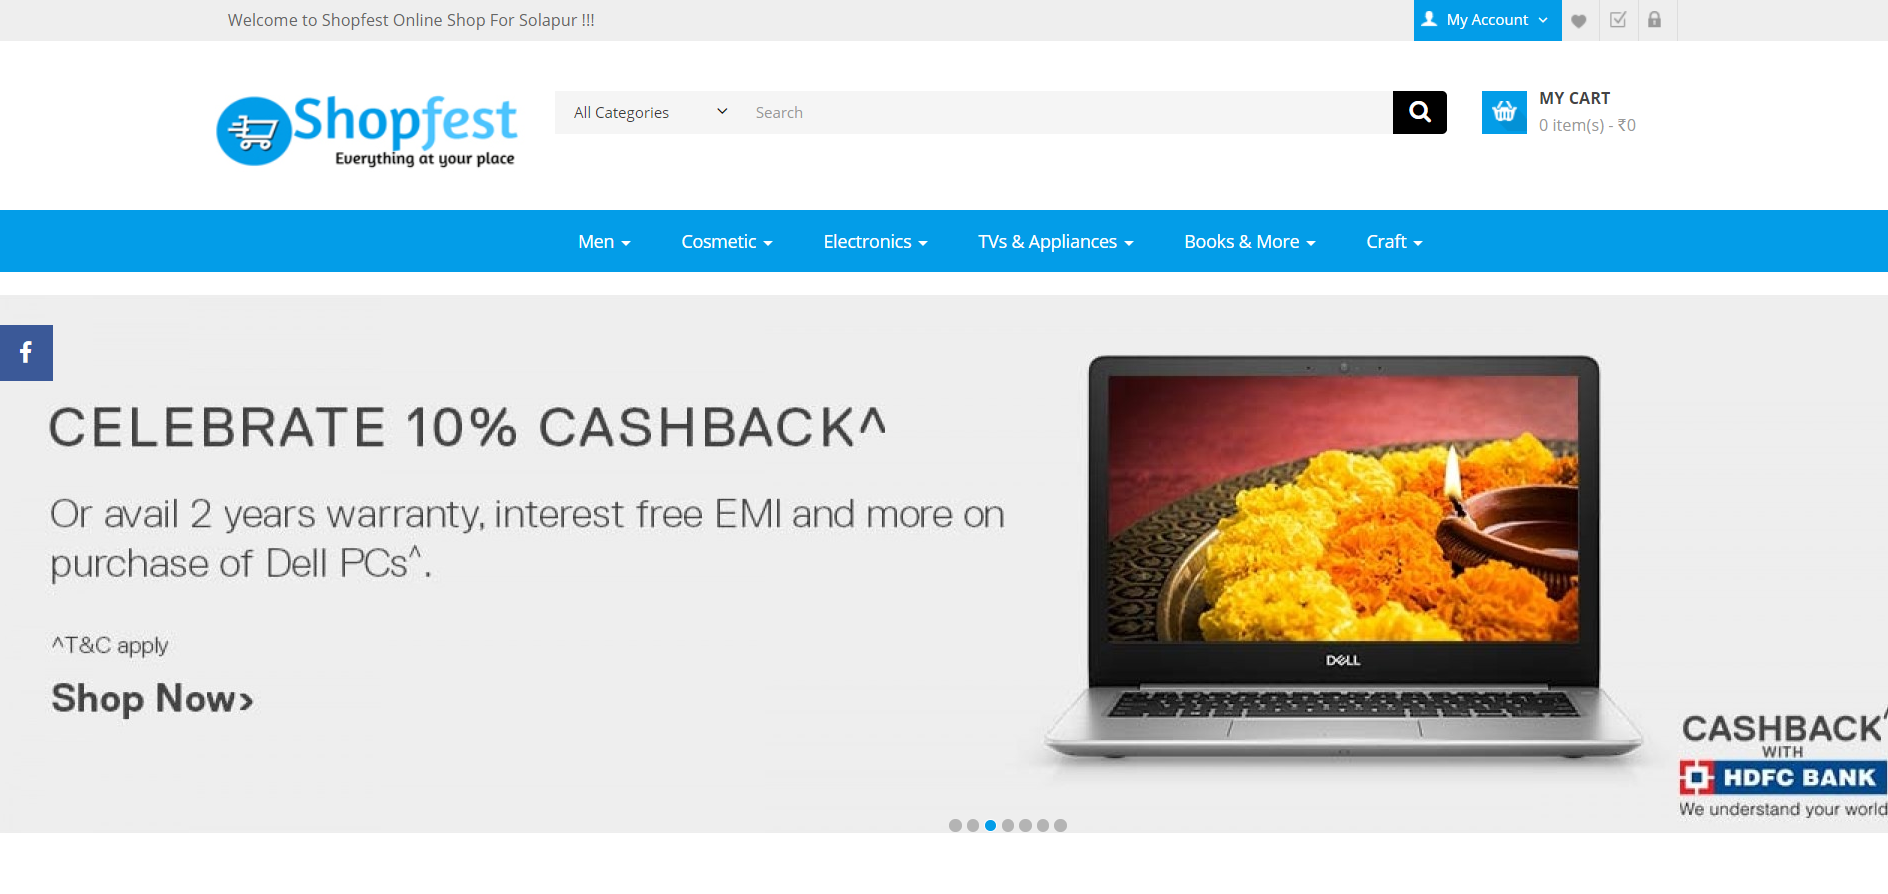 Welcome to Shopfest Online Shop For Solapur !!!
My Account
Shopfest
Everything at your place
All Categories
Search
MY CART
0 item(s) - ₹0
Men
Cosmetic
Electronics
TVs & Appliances
Books & More
Craft
f
CELEBRATE 10% CASHBACK^
Or avail 2 years warranty, interest free EMI and more on
purchase of Dell PCs^.
^T&C apply
Shop Now›
DELL
CASHBACK^
WITH
HDFC BANK
We understand your world